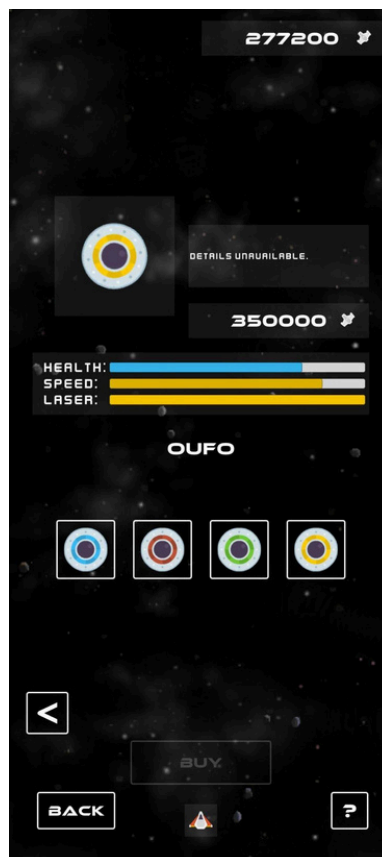 277200
DETAILS UNAVAILABLE.
350000
HEALTH:
SPEED:
LASER:
OUFO
<
BUY
BACK
?